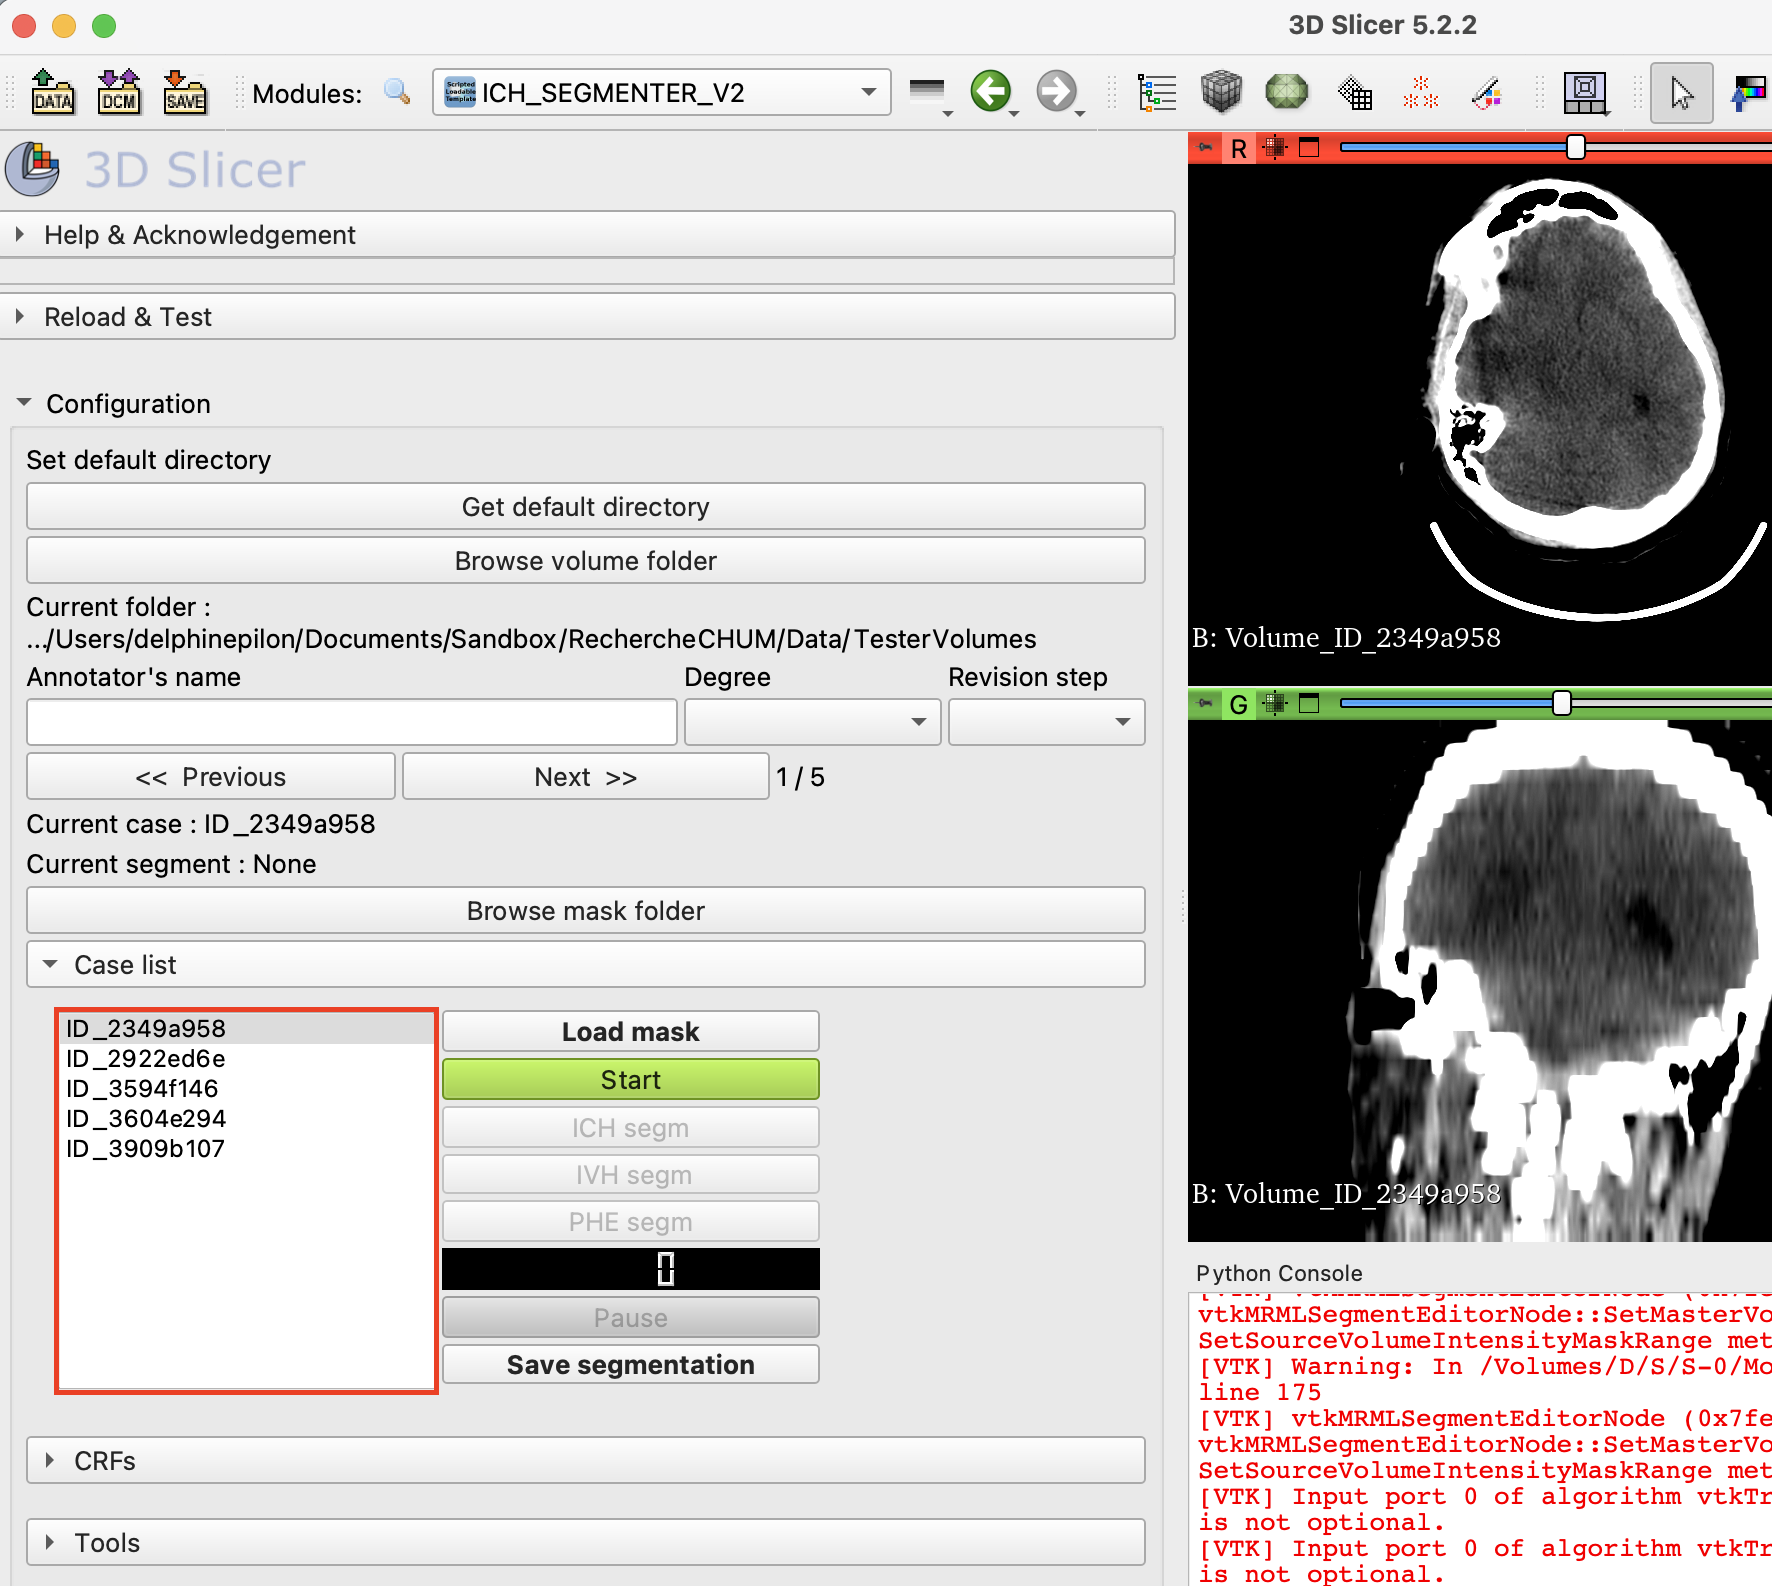 3D Slicer 5.2.2
DATA
DCM
SAVE
Modules:
Scripted Loadable Template
ICH_SEGMENTER_V2
3D Slicer
Help & Acknowledgement
Reload & Test
Configuration
Set default directory
Get default directory
Browse volume folder
Current folder :
.../Users/delphinepilon/Documents/Sandbox/RechercheCHUM/Data/TesterVolumes
Annotator's name
Degree
Revision step
<< Previous
Next >>
1 / 5
Current case : ID_2349a958
Current segment : None
Browse mask folder
Case list
ID_2349a958
ID_2922ed6e
ID_3594f146
ID_3604e294
ID_3909b107
Load mask
Start
ICH segm
IVH segm
PHE segm
0
Pause
Save segmentation
CRFs
Tools
R
B: Volume_ID_2349a958
G
B: Volume_ID_2349a958
Python Console
vtkMRMLSegmentEditorNode::SetMasterVo
SetSourceVolumeIntensityMaskRange met
[VTK] Warning: In /Volumes/D/S/S-0/Mo
line 175
[VTK] vtkMRMLSegmentEditorNode (0x7fe
vtkMRMLSegmentEditorNode::SetMasterVo
SetSourceVolumeIntensityMaskRange met
[VTK] Input port 0 of algorithm vtkTr
is not optional.
[VTK] Input port 0 of algorithm vtkTr
is not optional.